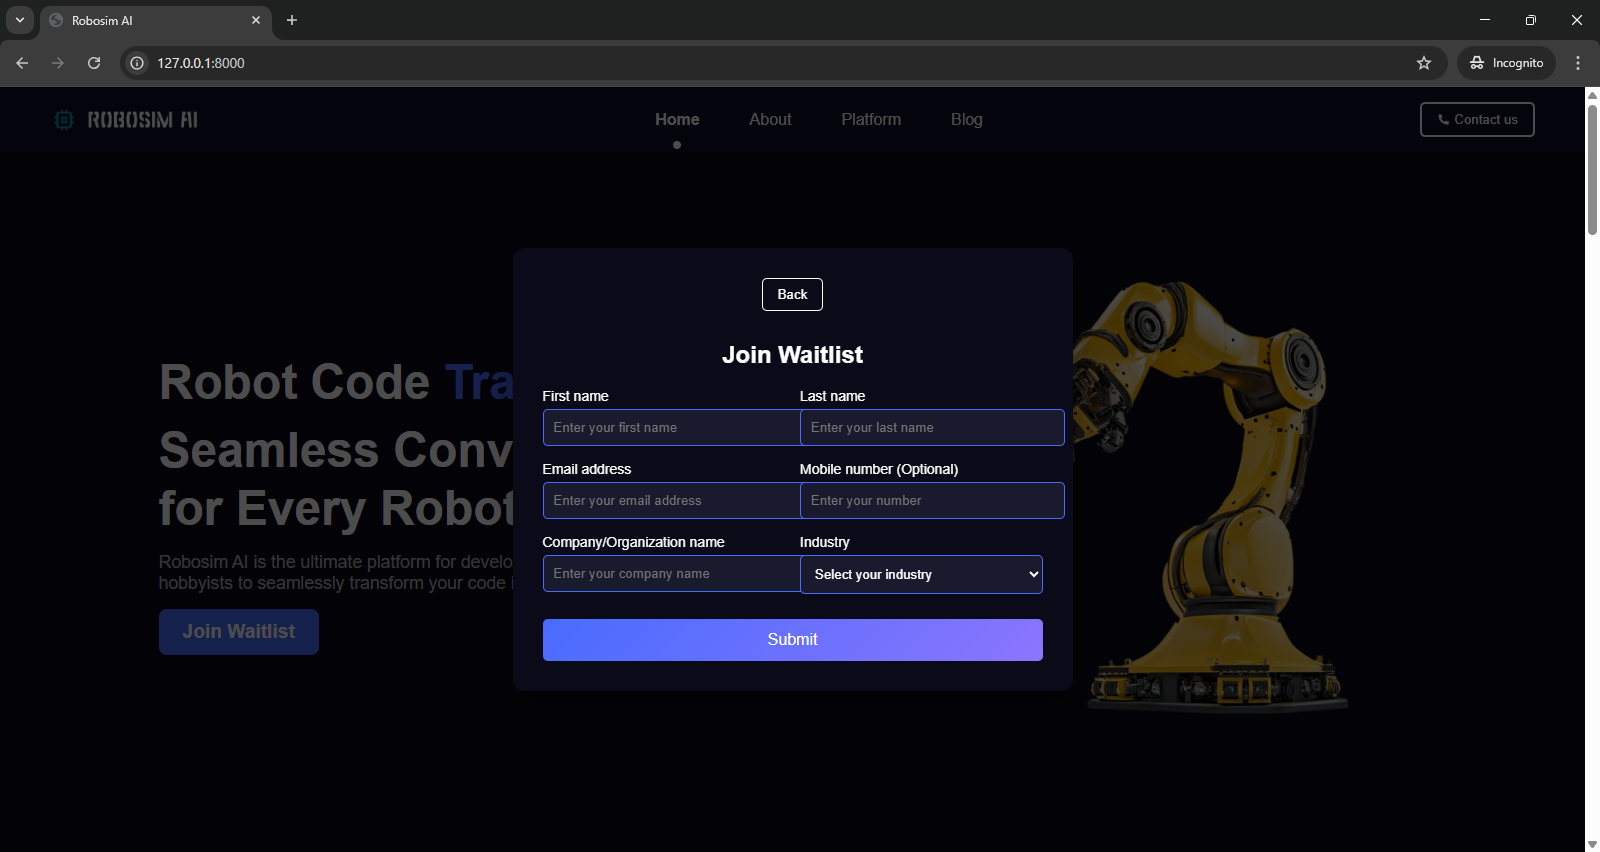 Robosim AI
127.0.0.1:8000
Incognito
ROBOSIM AI
Home
About
Platform
Blog
Contact us
Back
Join Waitlist
First name
Last name
Enter your first name
Enter your last name
Email address
Mobile number (Optional)
Enter your email address
Enter your number
Company/Organization name
Industry
Enter your company name
Select your industry
Submit
Robot Code Tra
Seamless Conv
for Every Robot
Robosim AI is the ultimate platform for develo
hobbyists to seamlessly transform your code i
Join Waitlist